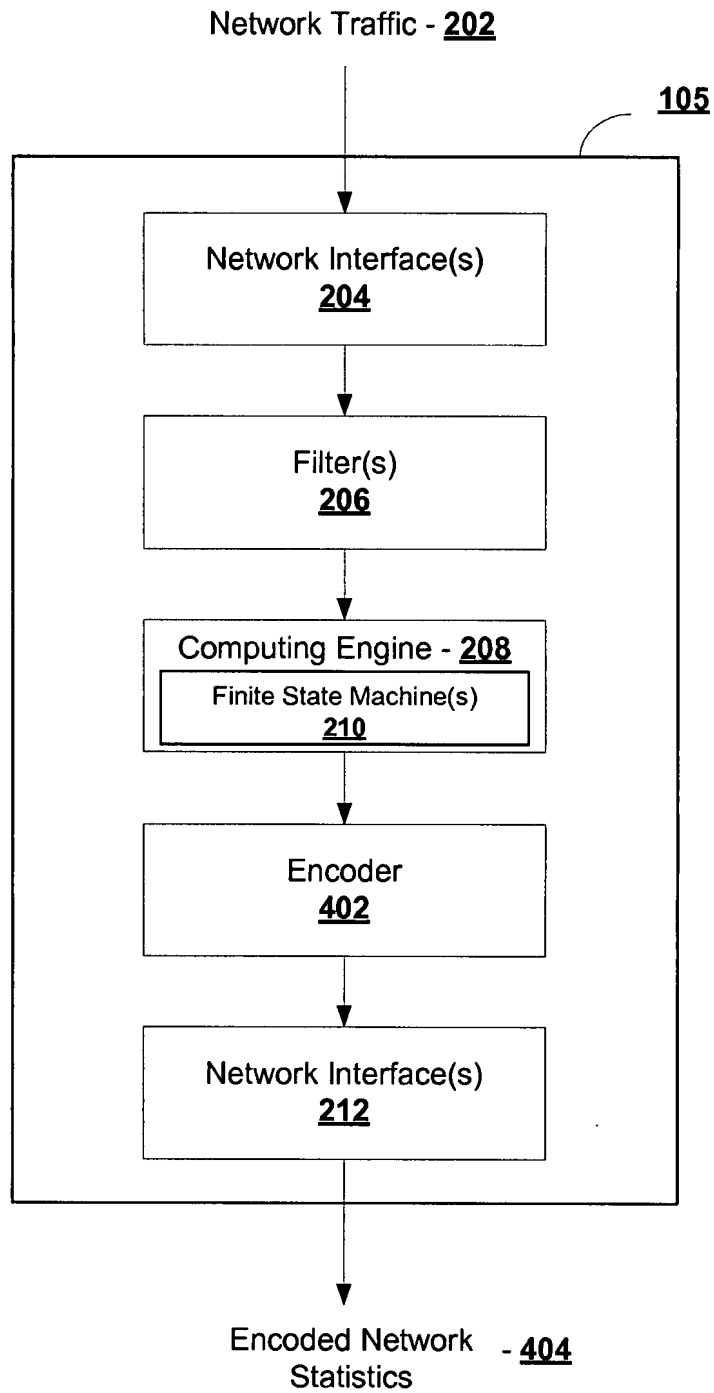 Network Traffic - 202
105
Network Interface(s)
204
Filter(s)
206
Computing Engine - 208
Finite State Machine(s)
210
Encoder
402
Network Interface(s)
212
Encoded Network - 404
Statistics